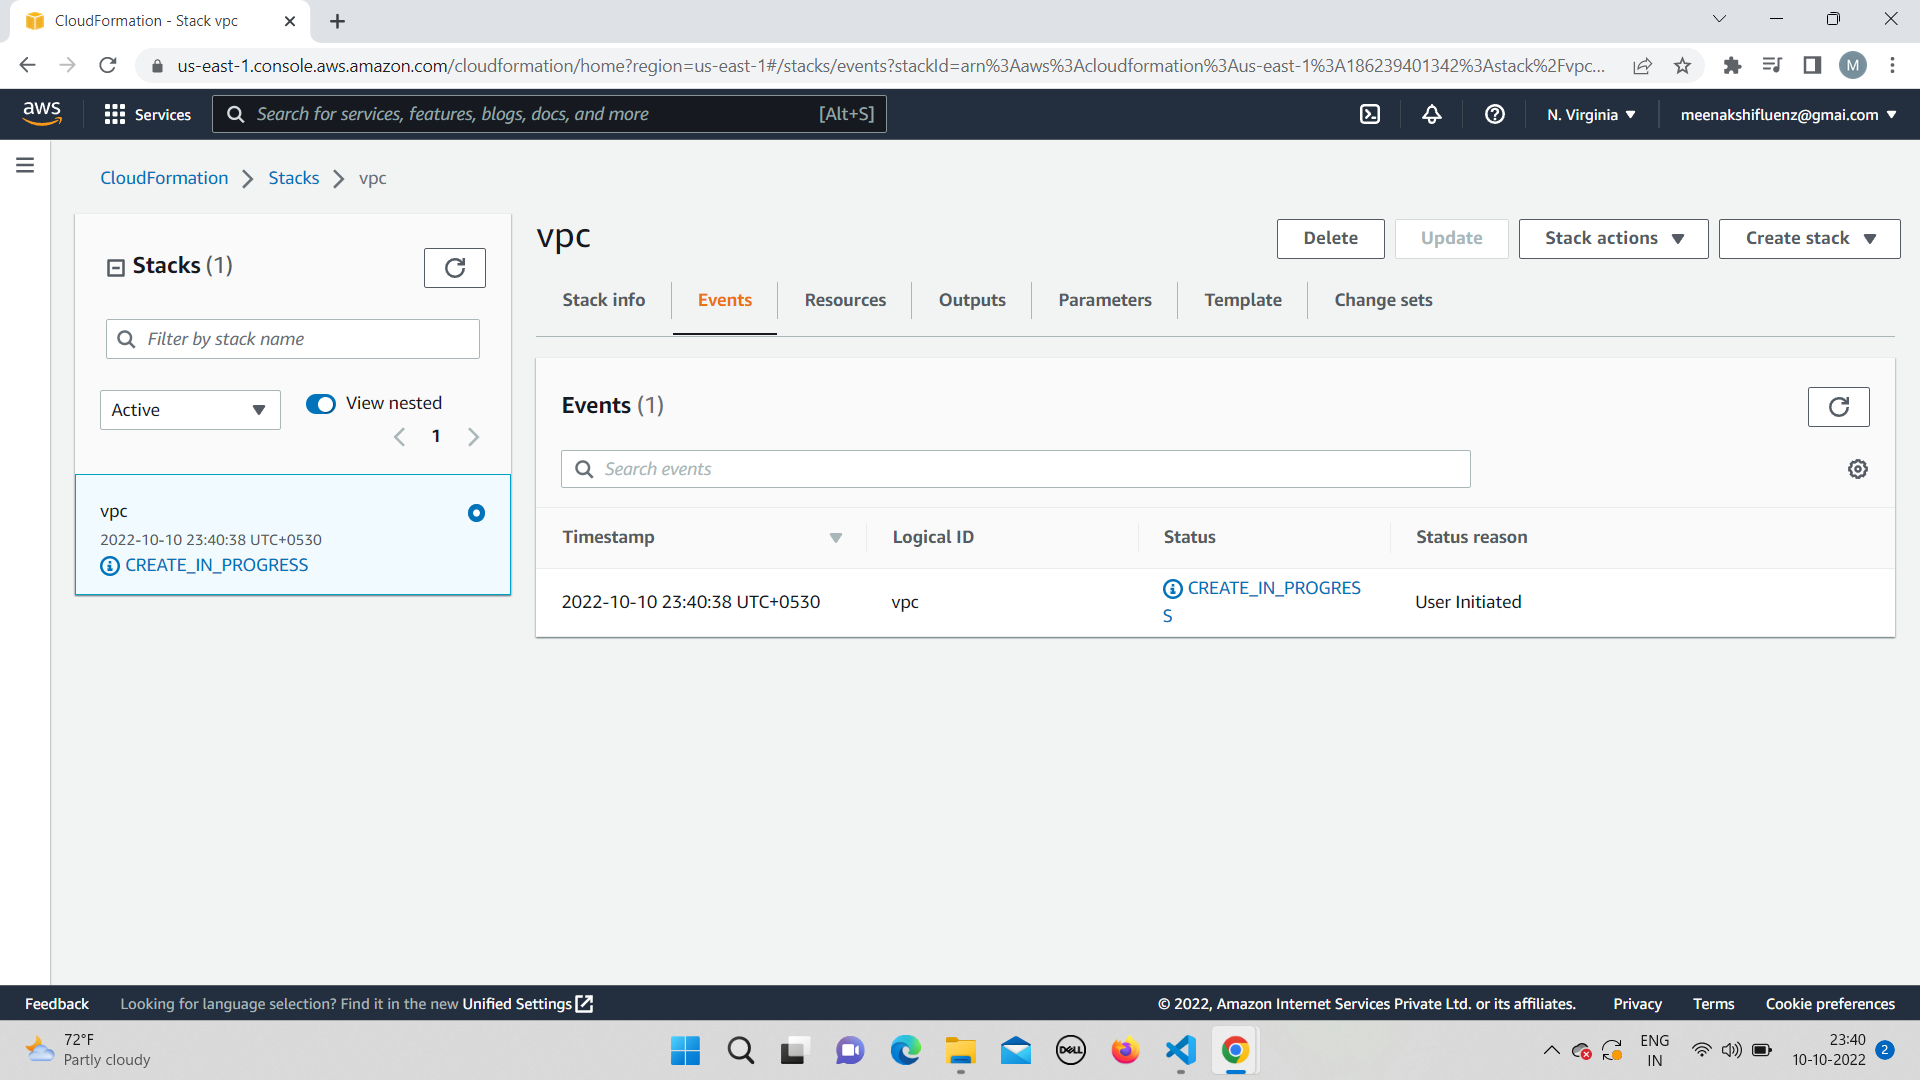 CloudFormation - Stack vpc
us-east-1.console.aws.amazon.com/cloudformation/home?region=us-east-1#/stacks/events?stackId=arn%3Aaws%3Acloudformation%3Aus-east-1%3A186239401342%3Astack%2Fvpc...
M
aws
Services
Search for services, features, blogs, docs, and more
[Alt+S]
N. Virginia
meenakshifluenz@gmai.com
CloudFormation
Stacks
vpc
Stacks (1)
Filter by stack name
Active
View nested
1
vpc
2022-10-10 23:40:38 UTC+0530
CREATE_IN_PROGRESS
vpc
Delete
Update
Stack actions
Create stack
Stack info
Events
Resources
Outputs
Parameters
Template
Change sets
Events (1)
Search events
Timestamp
Logical ID
Status
Status reason
2022-10-10 23:40:38 UTC+0530
vpc
CREATE_IN_PROGRES
S
User Initiated
Feedback
Looking for language selection? Find it in the new Unified Settings
© 2022, Amazon Internet Services Private Ltd. or its affiliates.
Privacy
Terms
Cookie preferences
72°F
Partly cloudy
DELL
ENG
IN
23:40
10-10-2022
2